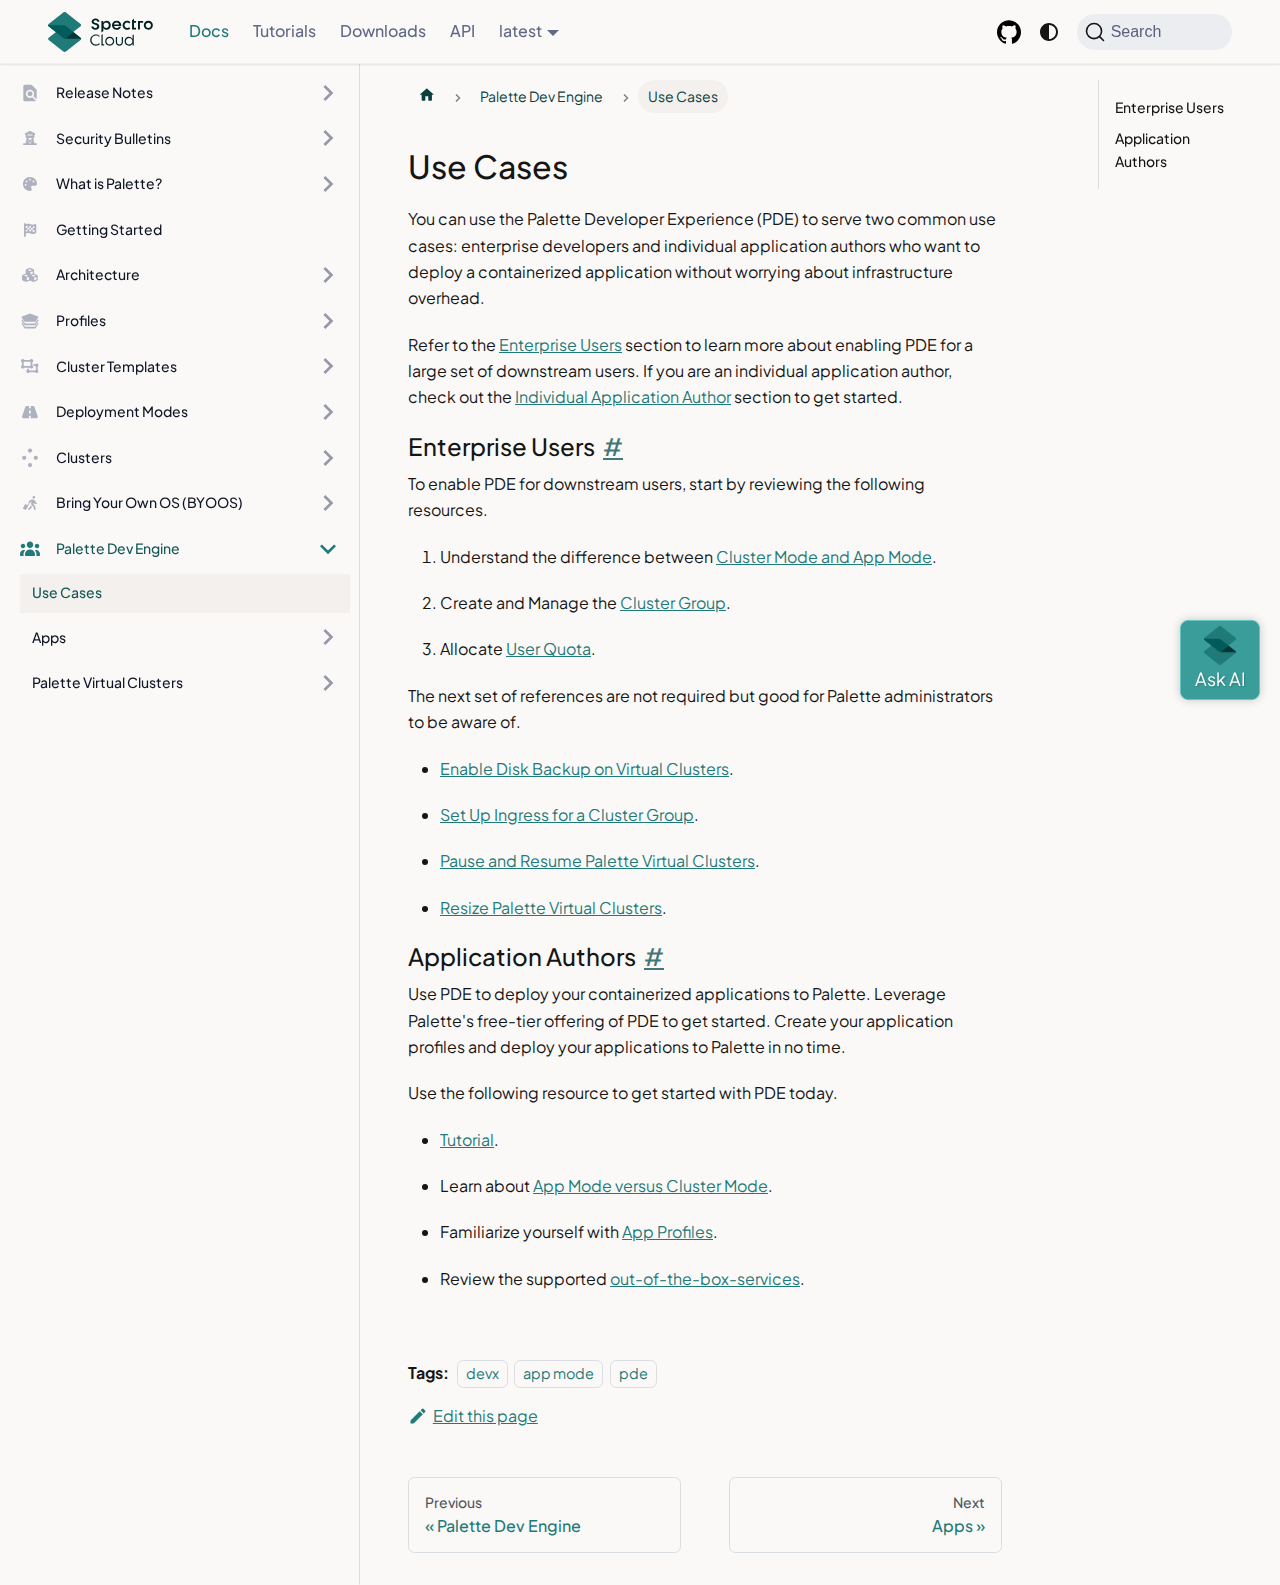 Spectro Cloud
Docs
Tutorials
Downloads
API
latest
Search
Release Notes
Security Bulletins
What is Palette?
Getting Started
Architecture
Profiles
Cluster Templates
Deployment Modes
Clusters
Bring Your Own OS (BYOOS)
Palette Dev Engine
Use Cases
Apps
Palette Virtual Clusters
Palette Dev Engine
Use Cases
Use Cases
You can use the Palette Developer Experience (PDE) to serve two common use
cases: enterprise developers and individual application authors who want to
deploy a containerized application without worrying about infrastructure
overhead.
Refer to the Enterprise Users section to learn more about enabling PDE for a
large set of downstream users. If you are an individual application author,
check out the Individual Application Author section to get started.
Enterprise Users #
To enable PDE for downstream users, start by reviewing the following
resources.
1. Understand the difference between Cluster Mode and App Mode.
2. Create and Manage the Cluster Group.
3. Allocate User Quota.
The next set of references are not required but good for Palette administrators
to be aware of.
Enable Disk Backup on Virtual Clusters.
Set Up Ingress for a Cluster Group.
Pause and Resume Palette Virtual Clusters.
Resize Palette Virtual Clusters.
Application Authors #
Use PDE to deploy your containerized applications to Palette. Leverage
Palette's free-tier offering of PDE to get started. Create your application
profiles and deploy your applications to Palette in no time.
Use the following resource to get started with PDE today.
Tutorial.
Learn about App Mode versus Cluster Mode.
Familiarize yourself with App Profiles.
Review the supported out-of-the-box-services.
Tags: devx app mode pde
Edit this page
Previous
« Palette Dev Engine
Next
Apps »
Enterprise Users
Application
Authors
Ask AI